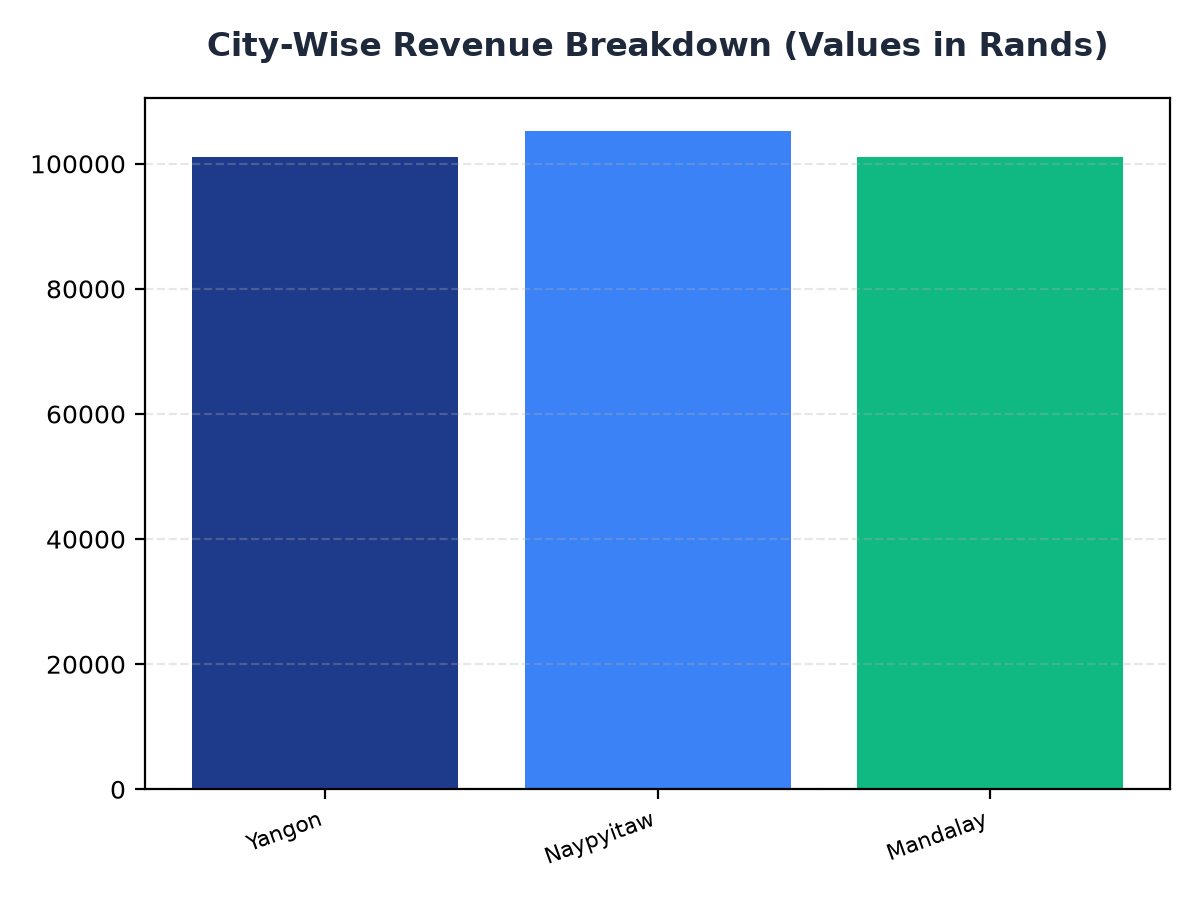 City-Wise Revenue Breakdown (Values in Rands)
100000
80000
60000
40000
20000
0
Yangon
Naypyitaw
Mandalay